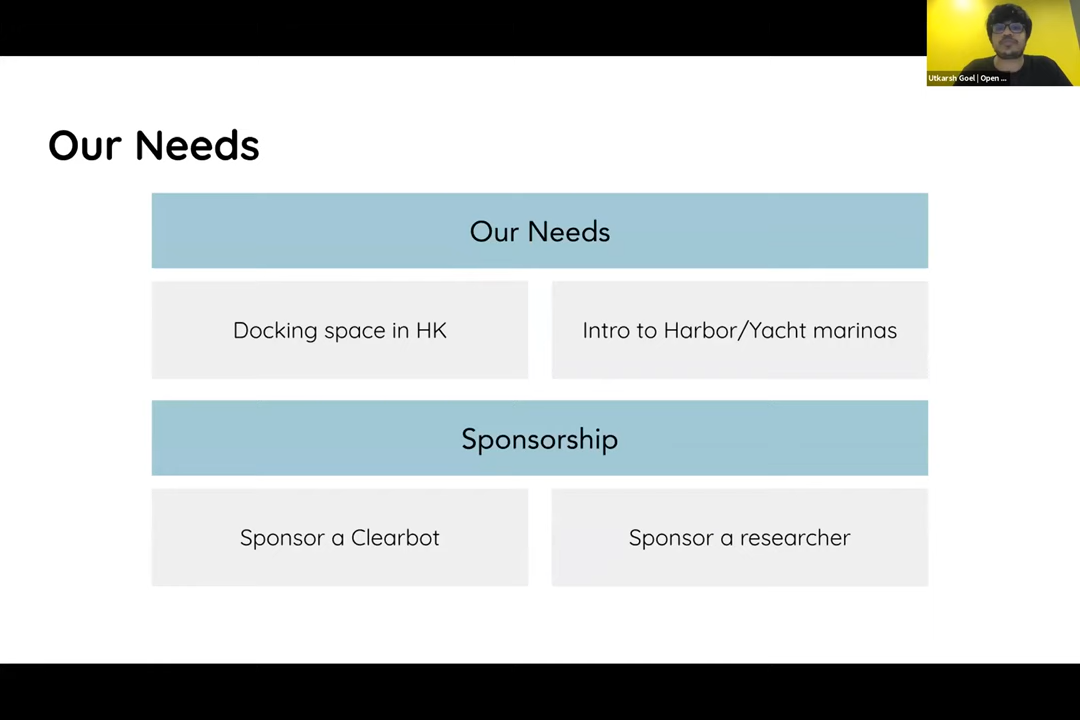 Utkarsh Goel | Open ...
Our Needs
Our Needs
Docking space in HK
Intro to Harbor/Yacht marinas
Sponsorship
Sponsor a Clearbot
Sponsor a researcher